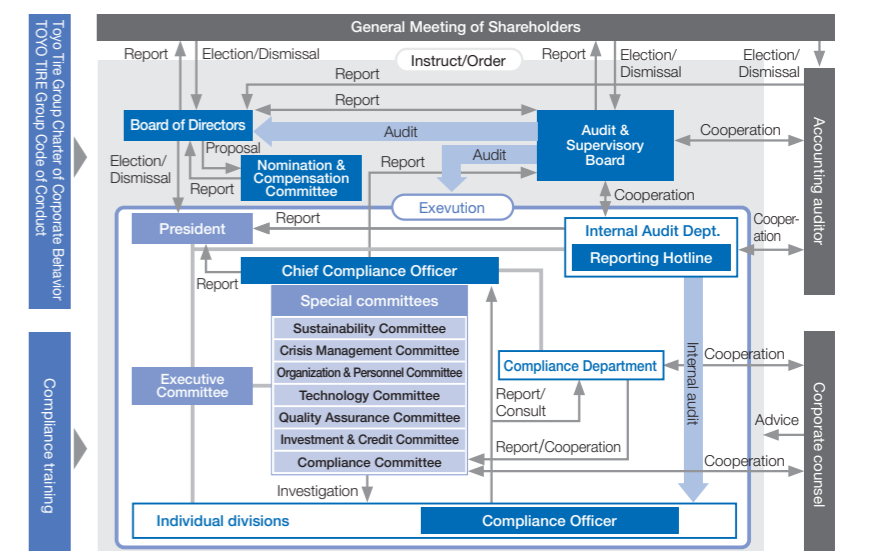 General Meeting of Shareholders
Toyo Tire Group Charter of Corporate Behavior
TOYO TIRE Group Code of Conduct
Report
Election/Dismissal
Instruct/Order
Report
Election/
Dismissal
Election/
Dismissal
Report
Report
Board of Directors
Audit
Audit &
Supervisory
Board
Cooperation
Accounting auditor
Election/
Dismissal
Proposal
Report
Nomination &
Compensation
Committee
Report
Audit
Cooperation
Exevution
President
Report
Internal Audit Dept.
Reporting Hotline
Cooper-
ation
Report
Chief Compliance Officer
Special committees
Sustainability Committee
Crisis Management Committee
Organization & Personnel Committee
Technology Committee
Quality Assurance Committee
Investment & Credit Committee
Compliance Committee
Executive
Committee
Compliance Department
Cooperation
Internal audit
Report/
Consult
Report/Cooperation
Advice
Cooperation
Corporate counsel
Compliance training
Investigation
Individual divisions
Compliance Officer